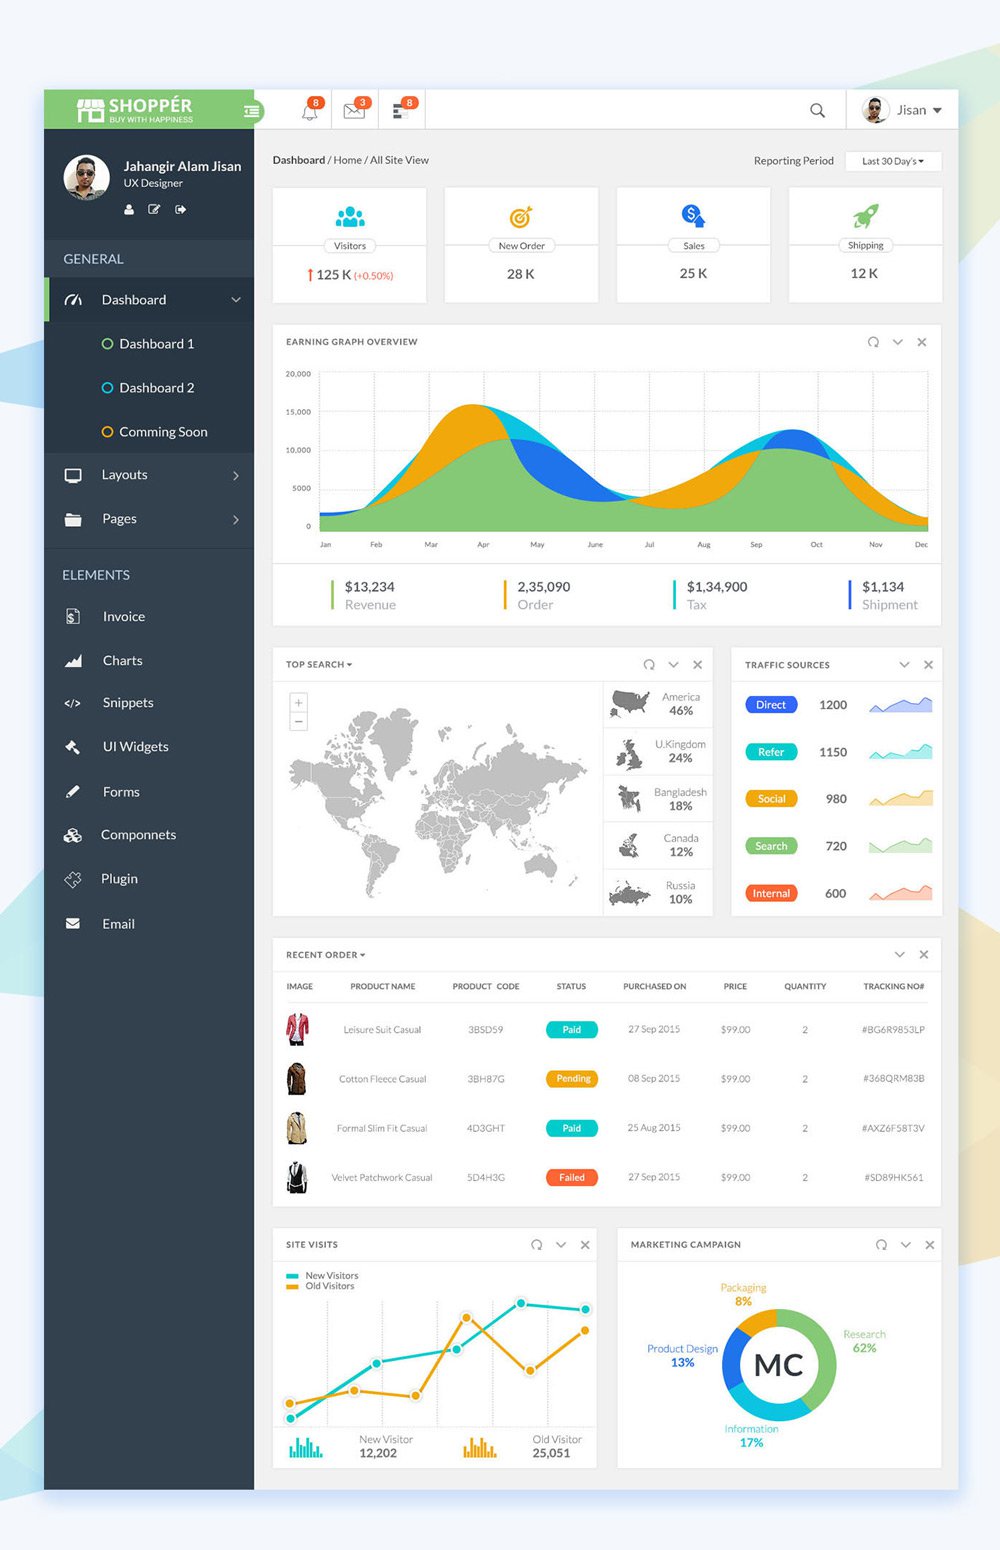 SHOPPÉR
BUY WITH HAPPINESS
8
3
8
Jisan
Jahangir Alam Jisan
UX Designer
GENERAL
Dashboard
Dashboard 1
Dashboard 2
Comming Soon
Layouts
Pages
ELEMENTS
Invoice
Charts
</> Snippets
UI Widgets
Forms
Componnets
Plugin
Email
Dashboard / Home / All Site View
Reporting Period
Last 30 Day's
Visitors
125 K (+0.50%)
New Order
28 K
$
Sales
25 K
Shipping
12 K
EARNING GRAPH OVERVIEW
20,000
15,000
10,000
5000
0
Jan Feb Mar Apr May June Jul Aug Sep Oct Nov Dec
$13,234
Revenue
2,35,090
Order
$1,34,900
Tax
$1,134
Shipment
TOP SEARCH
+
−
America
46%
U.Kingdom
24%
Bangladesh
18%
Canada
12%
Russia
10%
TRAFFIC SOURCES
Direct 1200
Refer 1150
Social 980
Search 720
Internal 600
RECENT ORDER
IMAGE PRODUCT NAME PRODUCT CODE STATUS PURCHASED ON PRICE QUANTITY TRACKING NO#
Leisure Suit Casual 3BSD59 Paid 27 Sep 2015 $99.00 2 #BG6R9853LP
Cotton Fleece Casual 3BH87G Pending 08 Sep 2015 $99.00 2 #368QRM83B
Formal Slim Fit Casual 4D3GHT Paid 25 Aug 2015 $99.00 2 #AXZ6F58T3V
Velvet Patchwork Casual 5D4H3G Failed 27 Sep 2015 $99.00 2 #SD89HK561
SITE VISITS
New Visitors
Old Visitors
New Visitor
12,202
Old Visitor
25,051
MARKETING CAMPAIGN
Packaging
8%
Research
62%
Product Design
13%
MC
Information
17%